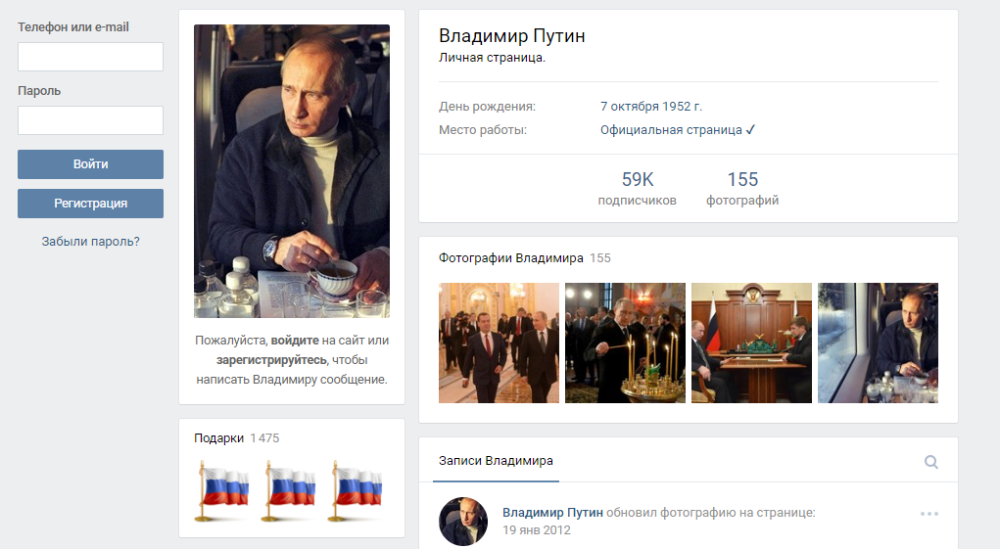 Телефон или e-mail
Пароль
Войти
Регистрация
Забыли пароль?
Пожалуйста, войдите на сайт или
зарегистрируйтесь, чтобы
написать Владимиру сообщение.
Подарки 1 475
Владимир Путин
Личная страница.
День рождения: 7 октября 1952 г.
Место работы: Официальная страница ✓
59K 155
подписчиков фотографий
Фотографии Владимира 155
Записи Владимира
Владимир Путин обновил фотографию на странице:
19 янв 2012